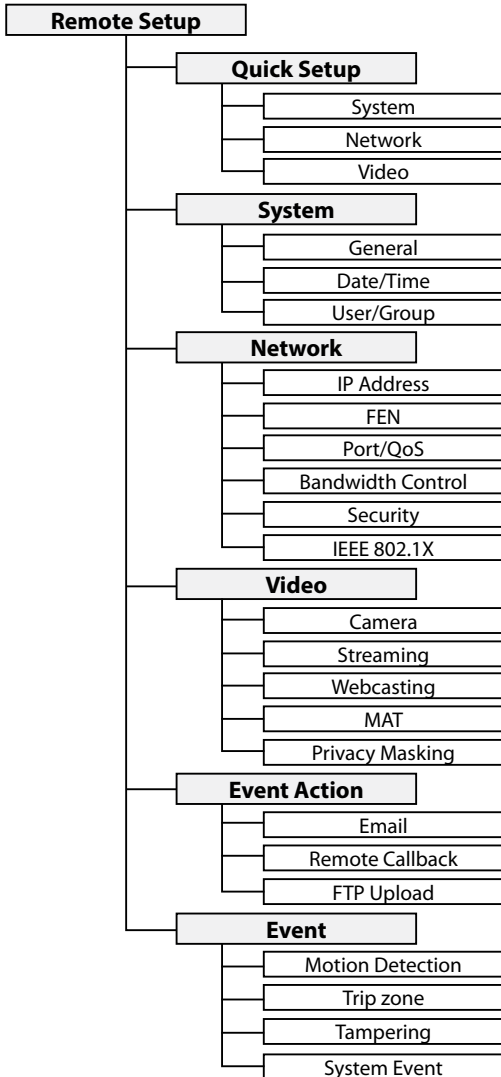 Remote Setup
Quick Setup
System
Network
Video
System
General
Date/Time
User/Group
Network
IP Address
FEN
Port/QoS
Bandwidth Control
Security
IEEE 802.1X
Video
Camera
Streaming
Webcasting
MAT
Privacy Masking
Event Action
Email
Remote Callback
FTP Upload
Event
Motion Detection
Trip zone
Tampering
System Event